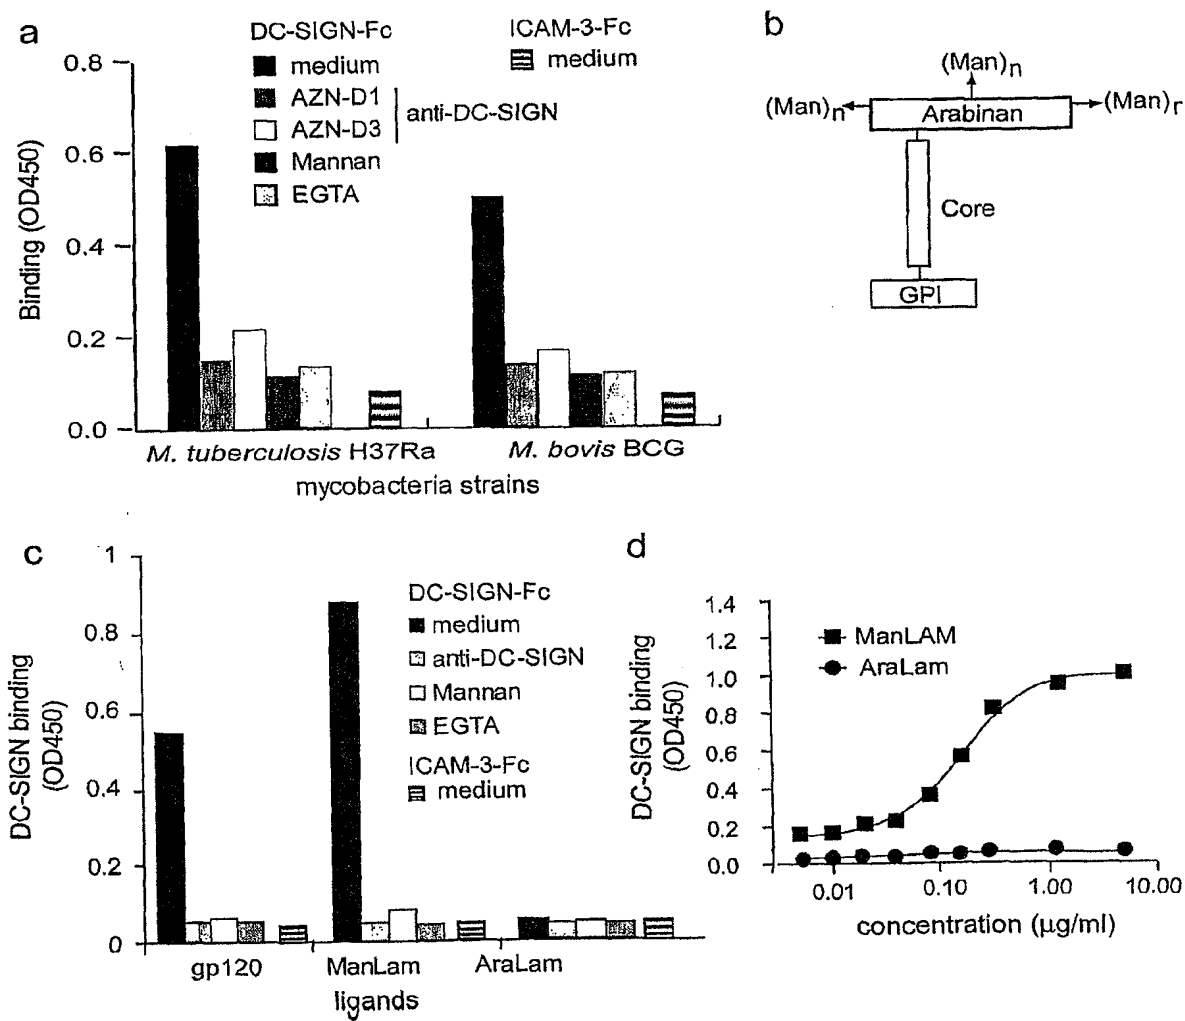 a
DC-SIGN-Fc
medium
AZN-D1
AZN-D3
anti-DC-SIGN
Mannan
EGTA
ICAM-3-Fc
medium
0.8
0.6
0.4
0.2
0.0
Binding (OD450)
M. tuberculosis H37Ra
M. bovis BCG
mycobacteria strains
b
(Man)n
(Man)n
(Man)r
Arabinan
Core
GPI
c
1
0.8
0.6
0.4
0.2
0
DC-SIGN binding
(OD450)
DC-SIGN-Fc
medium
anti-DC-SIGN
Mannan
EGTA
ICAM-3-Fc
medium
gp120
ManLam
AraLam
ligands
d
1.4
1.2
1.0
0.8
0.6
0.4
0.2
0.0
DC-SIGN binding
(OD450)
ManLAM
AraLam
0.01
0.10
1.00
10.00
concentration (µg/ml)